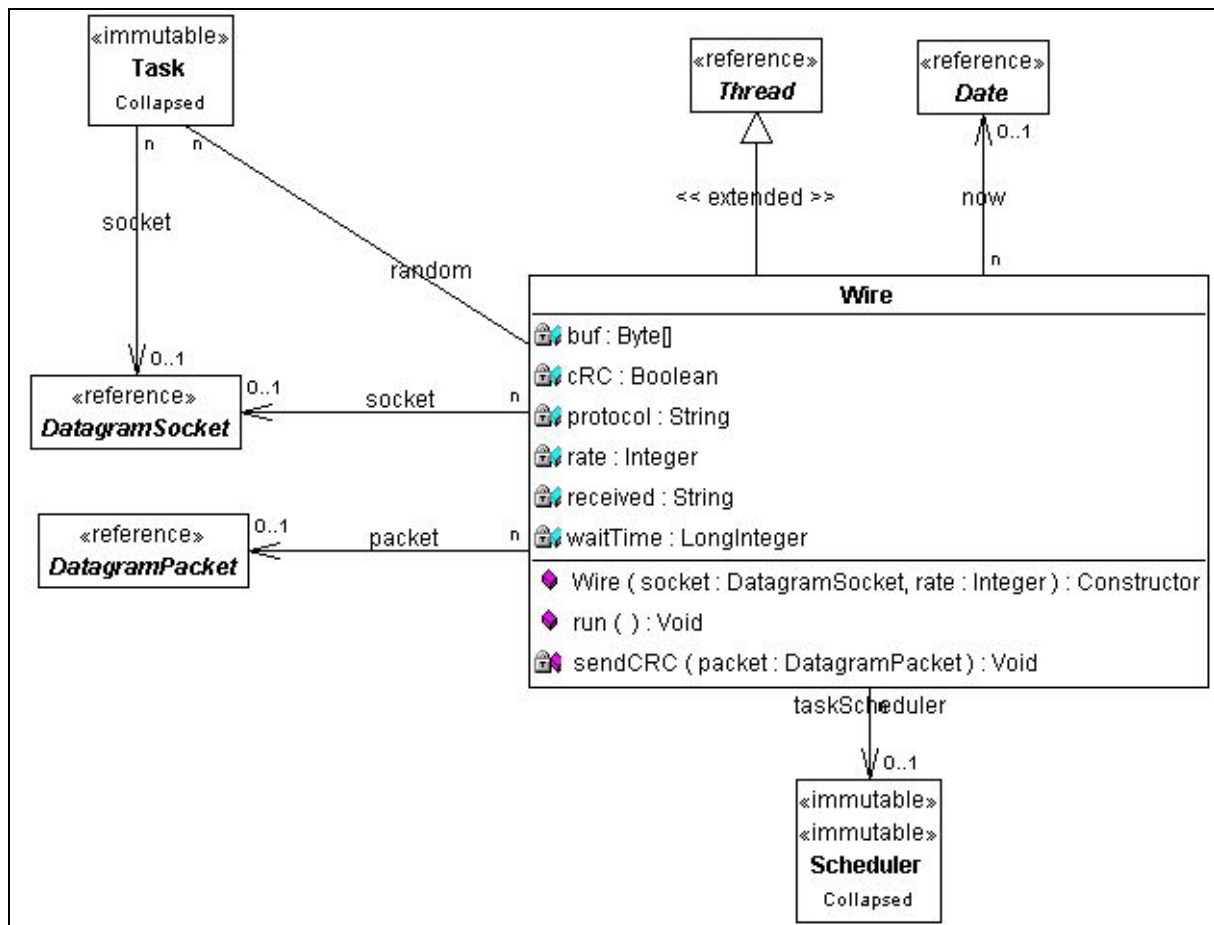 «immutable»
Task
Collapsed
«reference»
Thread
«reference»
Date
n
n
0..1
socket
<< extended >>
now
random
n
0..1
«reference»
DatagramSocket
0..1
socket
n
«reference»
DatagramPacket
0..1
packet
n
Wire
buf : Byte[]
cRC : Boolean
protocol : String
rate : Integer
received : String
waitTime : LongInteger
Wire ( socket : DatagramSocket, rate : Integer ) : Constructor
run ( ) : Void
sendCRC ( packet : DatagramPacket ) : Void
taskScheduler
n
0..1
«immutable»
«immutable»
Scheduler
Collapsed